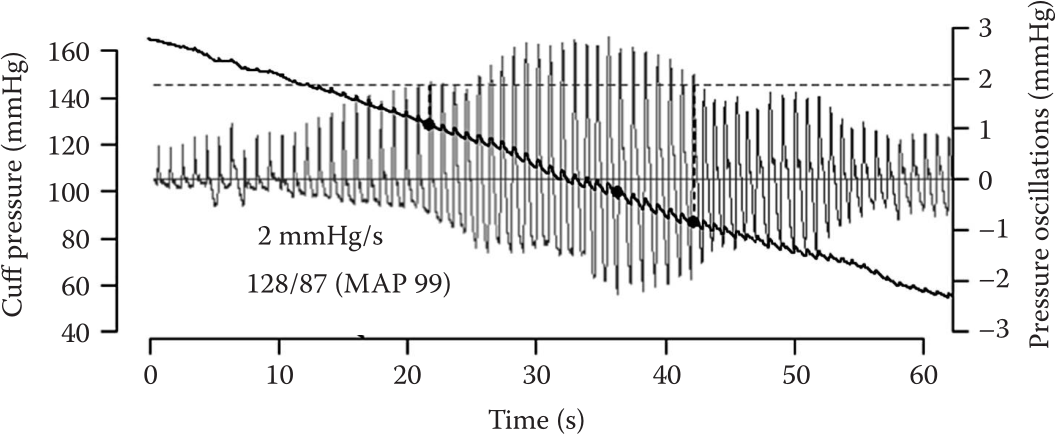 Cuff pressure (mmHg)
160
140
120
100
80
60
40
3
2
1
0
−1
−2
−3
Pressure oscillations (mmHg)
2 mmHg/s
128/87 (MAP 99)
0 10 20 30 40 50 60
Time (s)